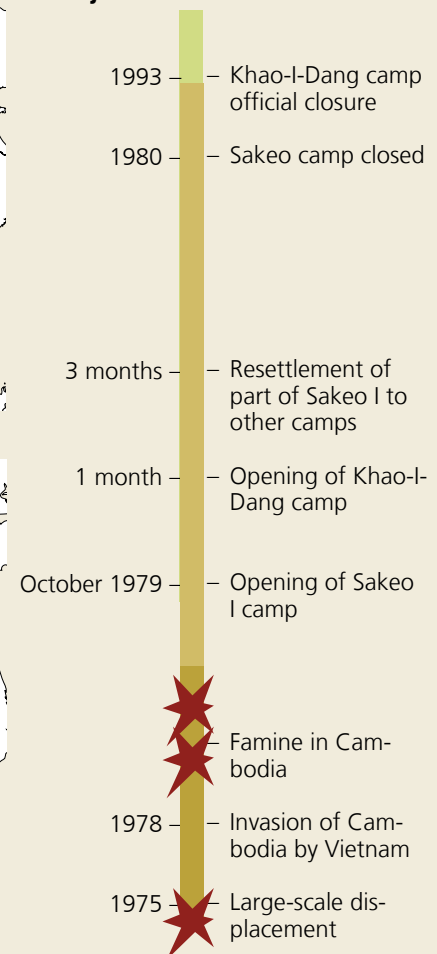 1993 – Khao-I-Dang camp
official closure
1980 – Sakeo camp closed
3 months – Resettlement of
part of Sakeo I to
other camps
1 month – Opening of Khao-I-
Dang camp
October 1979 – Opening of Sakeo
I camp
Famine in Cam-
bodia
1978 – Invasion of Cam-
bodia by Vietnam
1975 – Large-scale dis-
placement